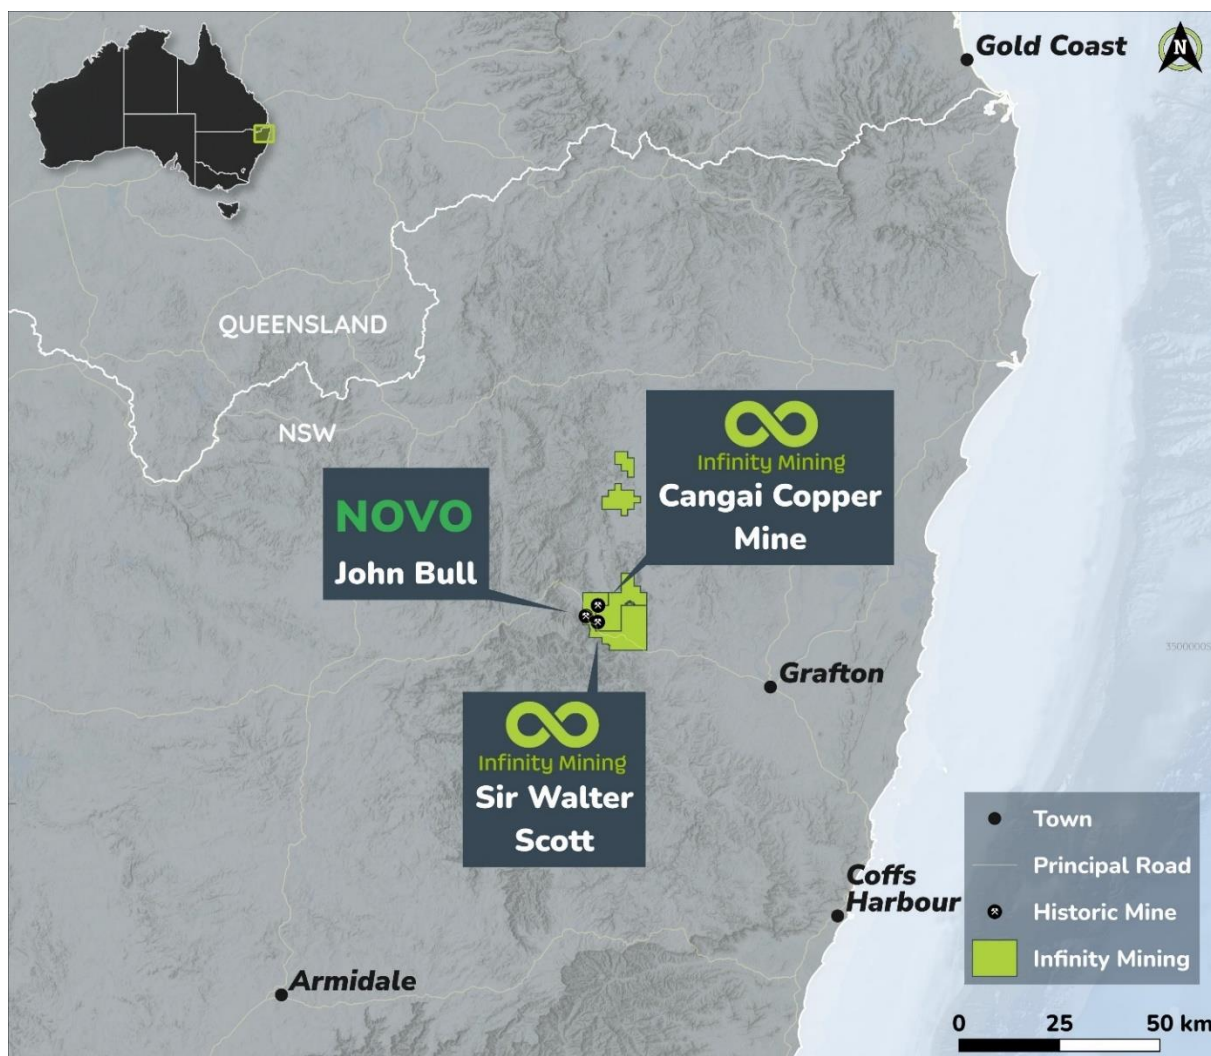 N
Gold Coast
QUEENSLAND
NSW
Infinity Mining
Cangai Copper
Mine
NOVO
John Bull
Grafton
Infinity Mining
Sir Walter
Scott
Coffs
Harbour
Armidale
Town
Principal Road
Historic Mine
Infinity Mining
0 25 50 km